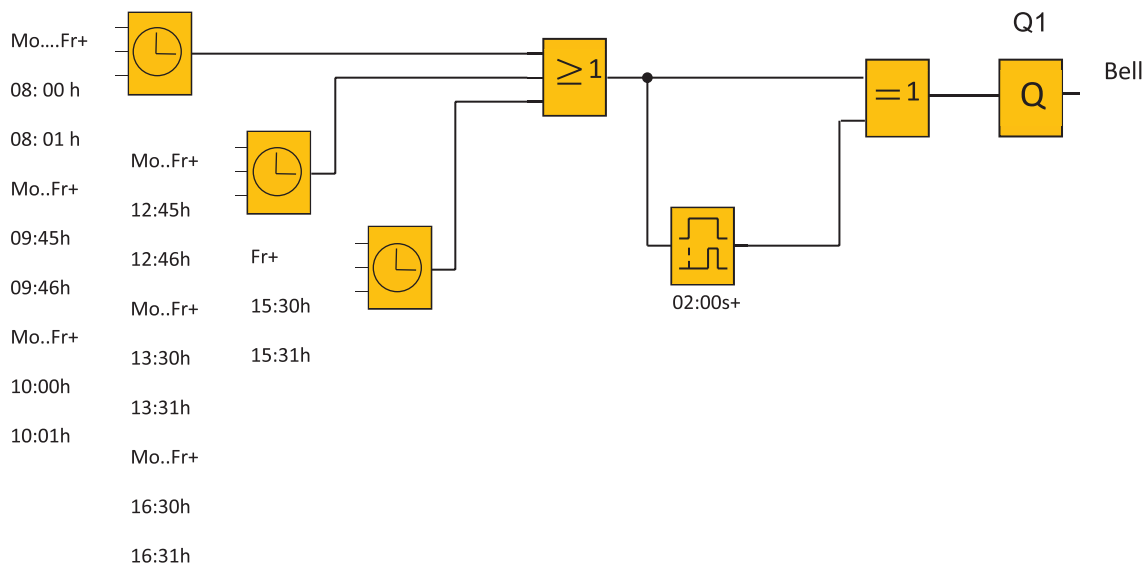 Mo....Fr+
08: 00 h
08: 01 h
Mo..Fr+
09:45h
09:46h
Mo..Fr+
10:00h
10:01h
Mo..Fr+
12:45h
12:46h
Mo..Fr+
13:30h
13:31h
Mo..Fr+
16:30h
16:31h
Fr+
15:30h
15:31h
≥1
02:00s+
=1
Q1
Q
Bell